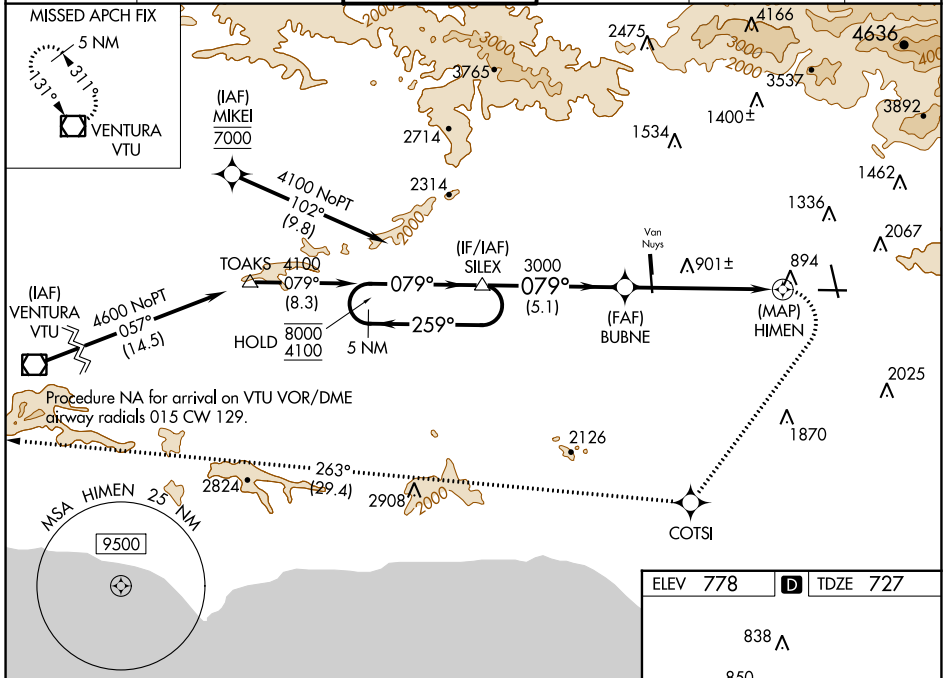 MISSED APCH FIX
5 NM
311°
131°
VENTURA
VTU
(IAF)
MIKEI
7000
4100 NoPT
102°
(9.8)
2000
3000
3765
2714
2314
2000
2475
4166
3000
2000
4636
400
3537
3892
1400±
1534
1462
1336
2067
TOAKS
4100
079°
(8.3)
079°
(IF/IAF)
SILEX
3000
079°
(5.1)
Van
Nuys
901±
894
(IAF)
VENTURA
VTU
4600 NoPT
057°
(14.5)
HOLD
8000
4100
259°
5 NM
(FAF)
BUBNE
(MAP)
HIMEN
Procedure NA for arrival on VTU VOR/DME
airway radials 015 CW 129.
2025
1870
2126
263°
(29.4)
2824
2908
2000
COTSI
MSA HIMEN 25 NM
9500
ELEV 778
D
TDZE 727
838
850